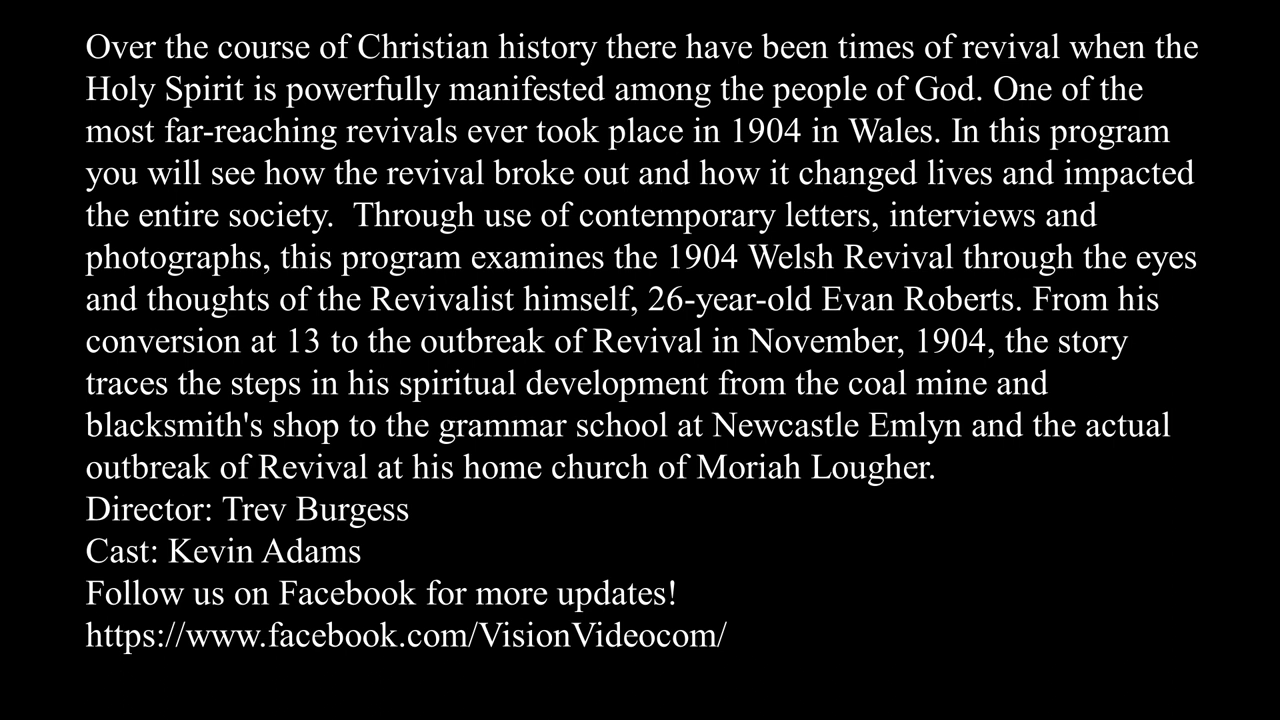 Over the course of Christian history there have been times of revival when the
Holy Spirit is powerfully manifested among the people of God. One of the
most far-reaching revivals ever took place in 1904 in Wales. In this program
you will see how the revival broke out and how it changed lives and impacted
the entire society.  Through use of contemporary letters, interviews and
photographs, this program examines the 1904 Welsh Revival through the eyes
and thoughts of the Revivalist himself, 26-year-old Evan Roberts. From his
conversion at 13 to the outbreak of Revival in November, 1904, the story
traces the steps in his spiritual development from the coal mine and
blacksmith's shop to the grammar school at Newcastle Emlyn and the actual
outbreak of Revival at his home church of Moriah Lougher.
Director: Trev Burgess
Cast: Kevin Adams
Follow us on Facebook for more updates!
https://www.facebook.com/VisionVideocom/